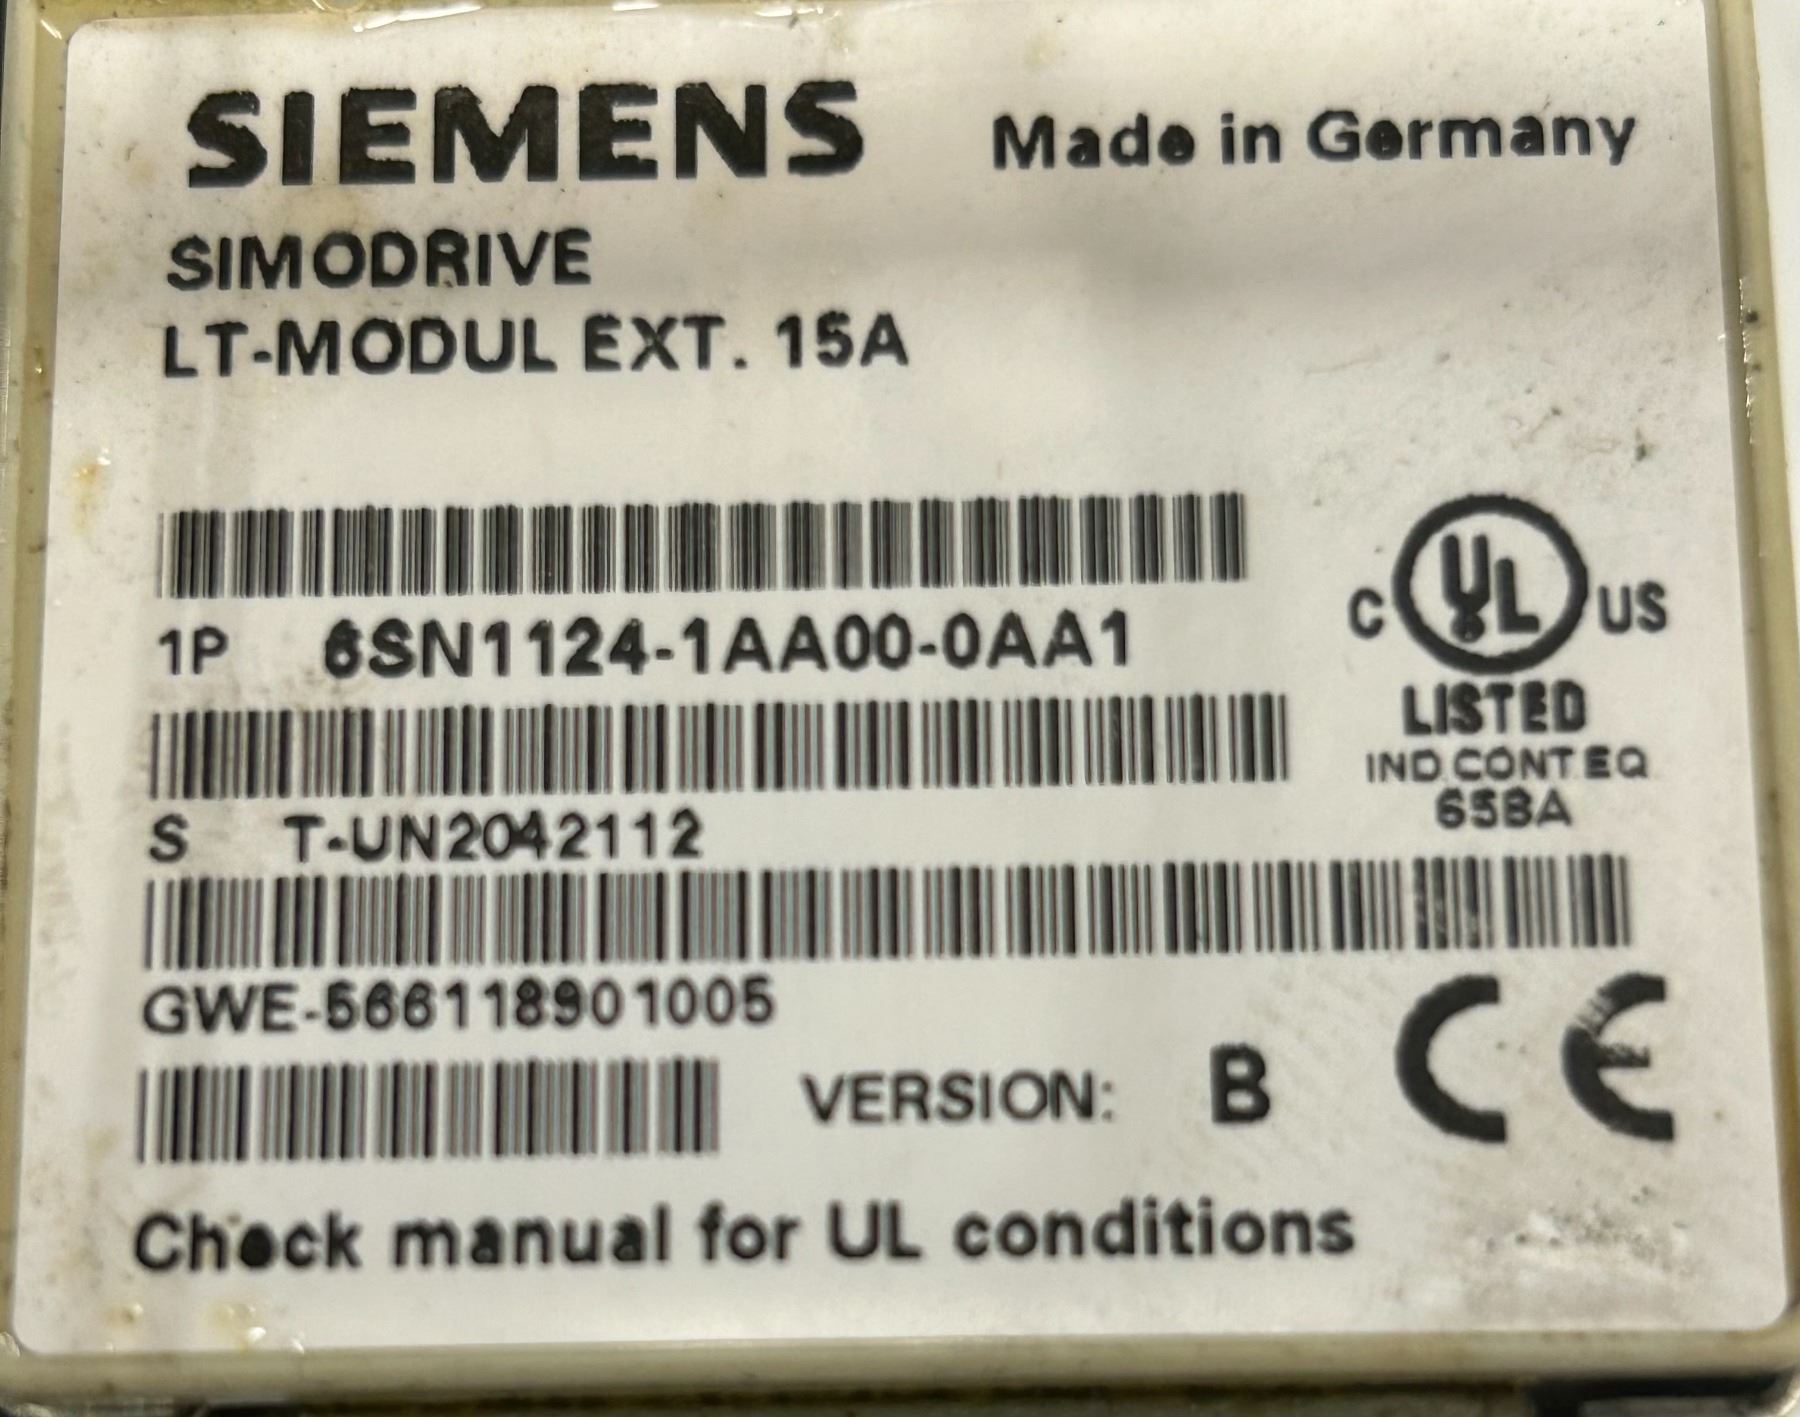 SIEMENS Made in Germany
SIMODRIVE
LT-MODUL EXT. 15A
1P 6SN1124-1AA00-0AA1
C UL US
LISTED
IND.CONT.EQ
65BA
S T-UN2042112
GWE-566118901005
VERSION: B CE
Check manual for UL conditions